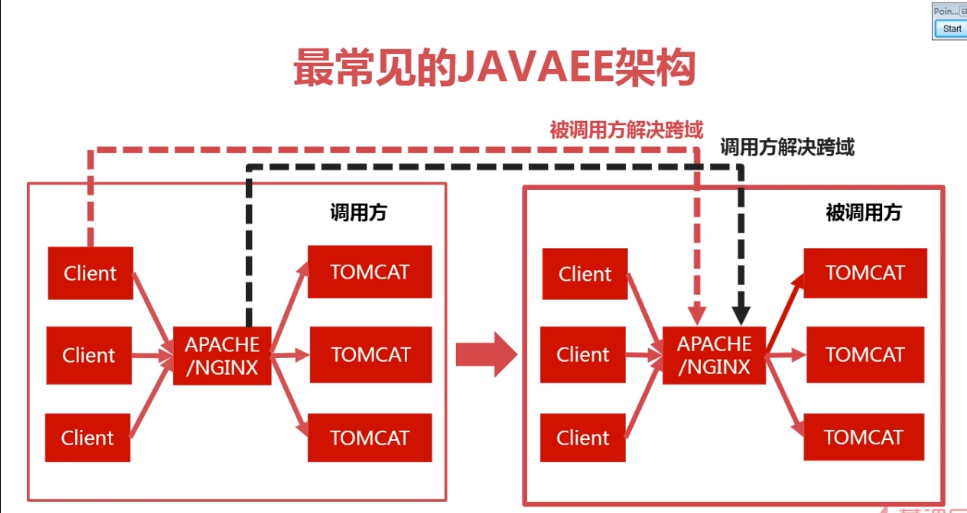 Poin...
Start
最常见的JAVAEE架构
被调用方解决跨域
调用方解决跨域
调用方
Client
Client
Client
APACHE
/NGINX
TOMCAT
TOMCAT
TOMCAT
被调用方
Client
Client
Client
APACHE
/NGINX
TOMCAT
TOMCAT
TOMCAT